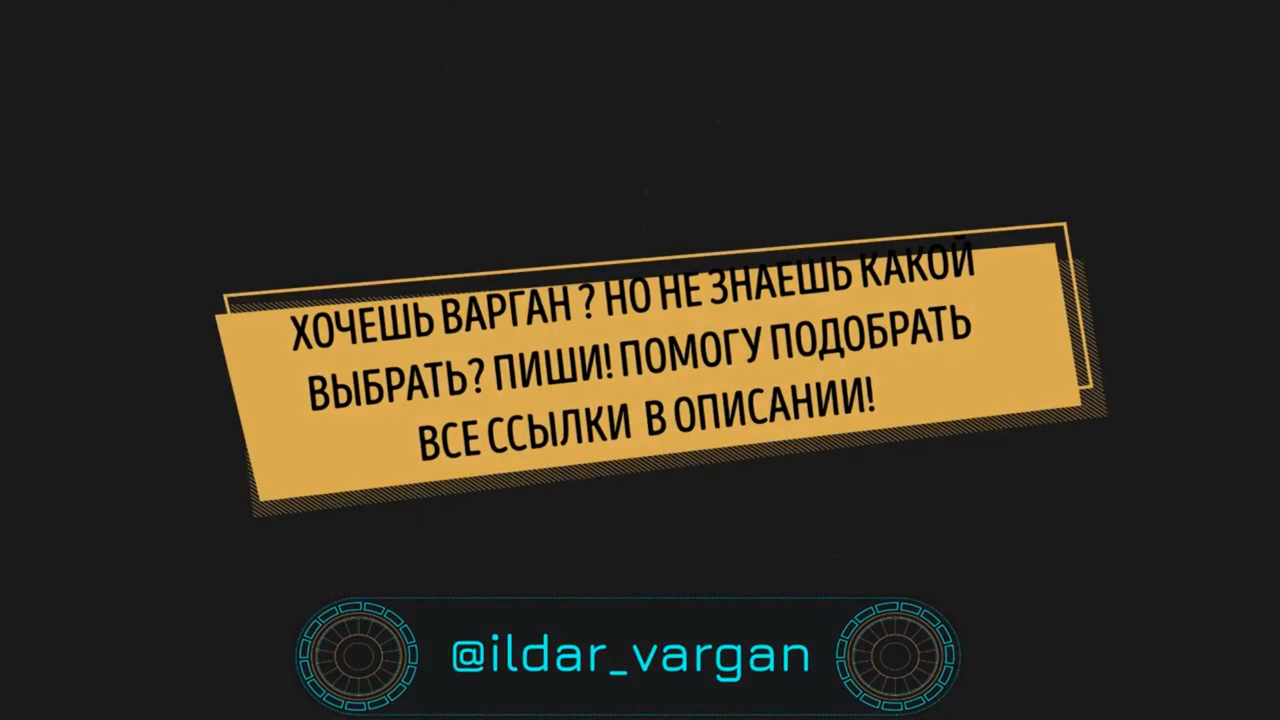 ХОЧЕШЬ ВАРГАН ? НО НЕ ЗНАЕШЬ КАКОЙ
ВЫБРАТЬ? ПИШИ! ПОМОГУ ПОДОБРАТЬ
ВСЕ ССЫЛКИ В ОПИСАНИИ!
@ildar_vargan